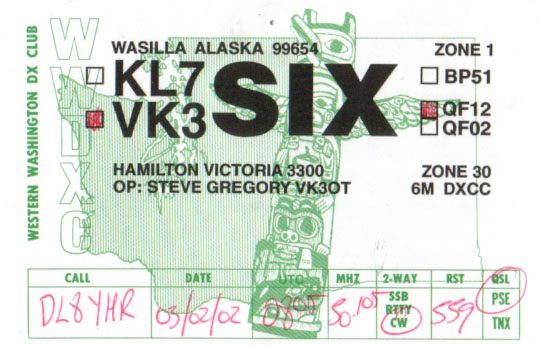 WESTERN WASHINGTON DX CLUB
WWDXC
WASILLA ALASKA 99654
ZONE 1
KL7
BP51
SIX
VK3
QF12
QF02
HAMILTON VICTORIA 3300
ZONE 30
OP: STEVE GREGORY VK3OT
6M DXCC
CALL DATE UTC MHZ 2-WAY RST QSL
DL8YHR 03/02/02 50.105 SSB 559 PSE
RTTY
CW TNX